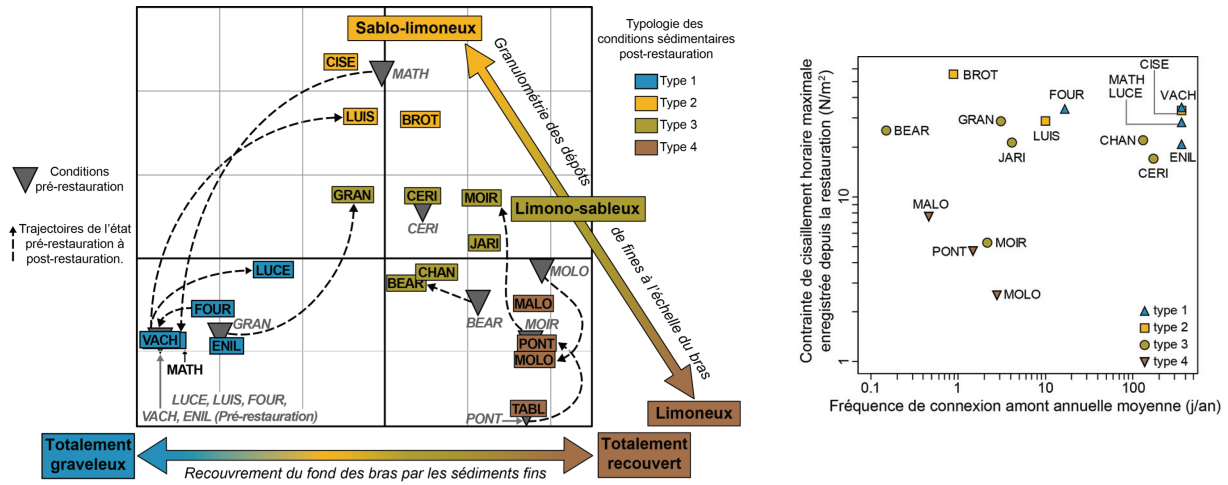 Sablo-limoneux
CISE
MATH
LUIS
BROT
Granulométrie des dépôts
de fines à l'échelle du bras
Typologie des
conditions sédimentaires
post-restauration
Type 1
Type 2
Type 3
Type 4
Conditions
pré-restauration
Trajectoires de l'état
pré-restauration à
post-restauration.
GRAN
CERI
MOIR
Limono-sableux
CERI
JARI
LUCE
BEAR
CHAN
MOLO
FOUR
GRAN
BEAR
MALO
MOIR
VACH
ENIL
PONT
MOLO
MATH
LUCE, LUIS, FOUR,
VACH, ENIL (Pré-restauration)
PONT
TABL
Limoneux
Totalement
graveleux
Recouvrement du fond des bras par les sédiments fins
Totalement
recouvert
Contrainte de cisaillement horaire maximale
enregistrée depuis la restauration (N/m²)
10
1
BROT
CISE
MATH
LUCE
VACH
FOUR
BEAR
GRAN
LUIS
JARI
CHAN
ENIL
CERI
MALO
PONT
MOIR
MOLO
type 1
type 2
type 3
type 4
0.1
1
10
100
Fréquence de connexion amont annuelle moyenne (j/an)